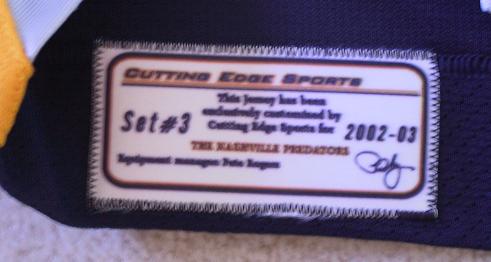 CUTTING EDGE SPORTS
This Jersey has been
exclusively customized by
Set#3 Cutting Edge Sports for 2002-03
THE NASHVILLE PREDATORS
Equipment manager: Pete Rogers